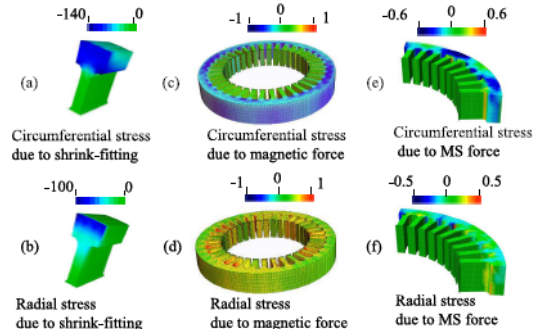 -140 0
-1 0 1
-0.6 0 0.6
(a)
(c)
(e)
Circumferential stress
due to shrink-fitting
Circumferential stress
due to magnetic force
Circumferential stress
due to MS force
-100 0
-1 0 1
-0.5 0 0.5
(b)
(d)
(f)
Radial stress
due to shrink-fitting
Radial stress
due to magnetic force
Radial stress
due to MS force